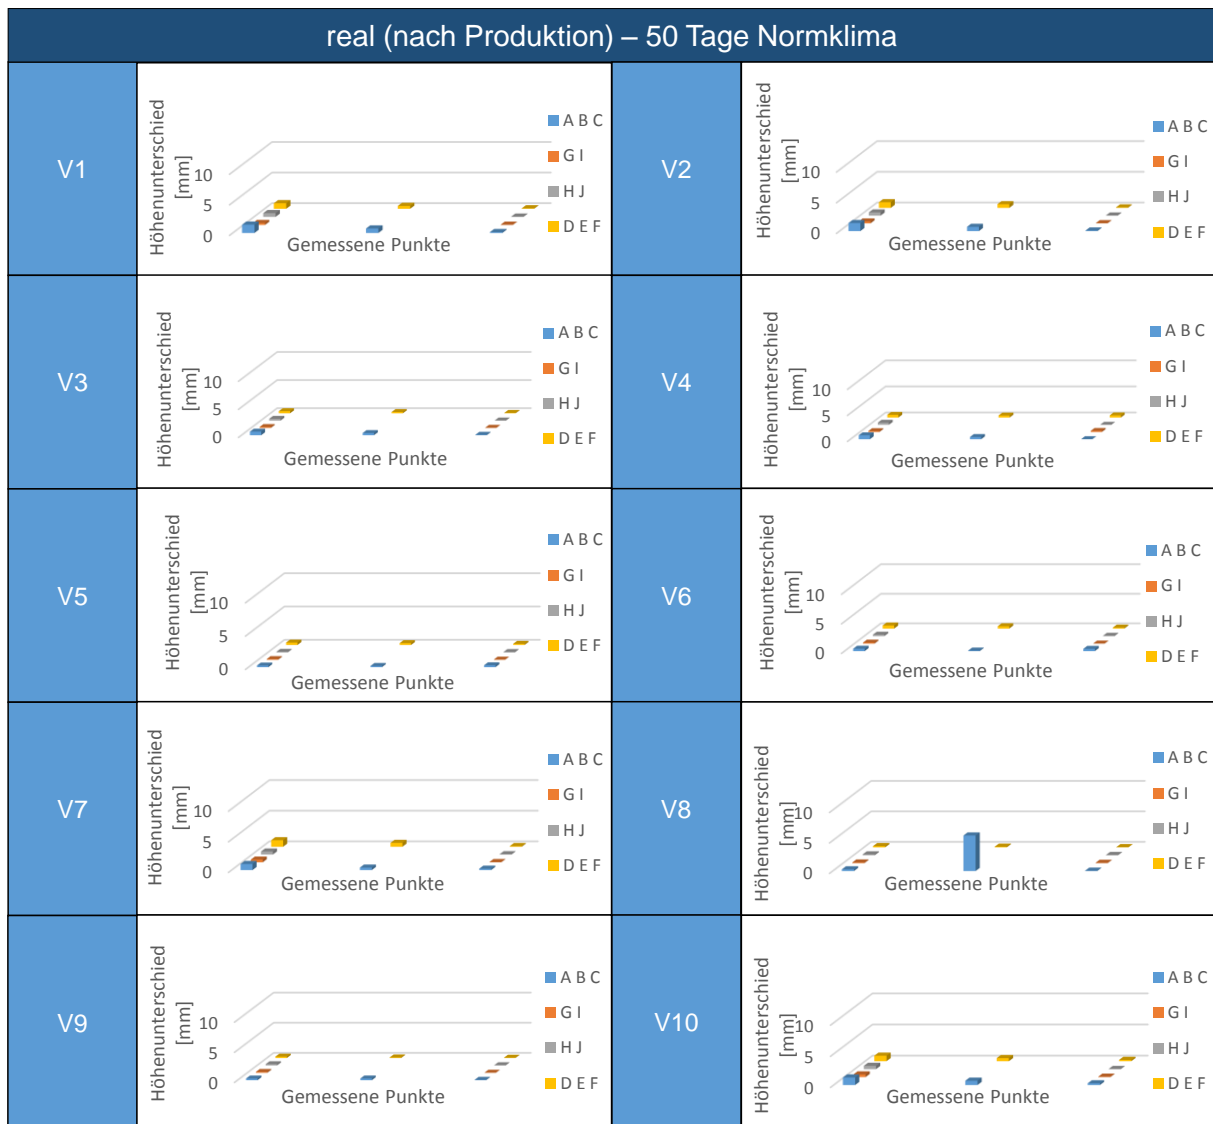 real (nach Produktion) – 50 Tage Normklima
V1
Höhenunterschied
[mm]
10
5
0
Gemessene Punkte
A B C
G I
H J
D E F
V2
Höhenunterschied
[mm]
10
5
0
Gemessene Punkte
A B C
G I
H J
D E F
V3
Höhenunterschied
[mm]
10
5
0
Gemessene Punkte
A B C
G I
H J
D E F
V4
Höhenunterschied
[mm]
10
5
0
Gemessene Punkte
A B C
G I
H J
D E F
V5
Höhenunterschied
[mm]
10
5
0
Gemessene Punkte
A B C
G I
H J
D E F
V6
Höhenunterschied
[mm]
10
5
0
Gemessene Punkte
A B C
G I
H J
D E F
V7
Höhenunterschied
[mm]
10
5
0
Gemessene Punkte
A B C
G I
H J
D E F
V8
Höhenunterschied
[mm]
10
5
0
Gemessene Punkte
A B C
G I
H J
D E F
V9
Höhenunterschied
[mm]
10
5
0
Gemessene Punkte
A B C
G I
H J
D E F
V10
Höhenunterschied
[mm]
10
5
0
Gemessene Punkte
A B C
G I
H J
D E F